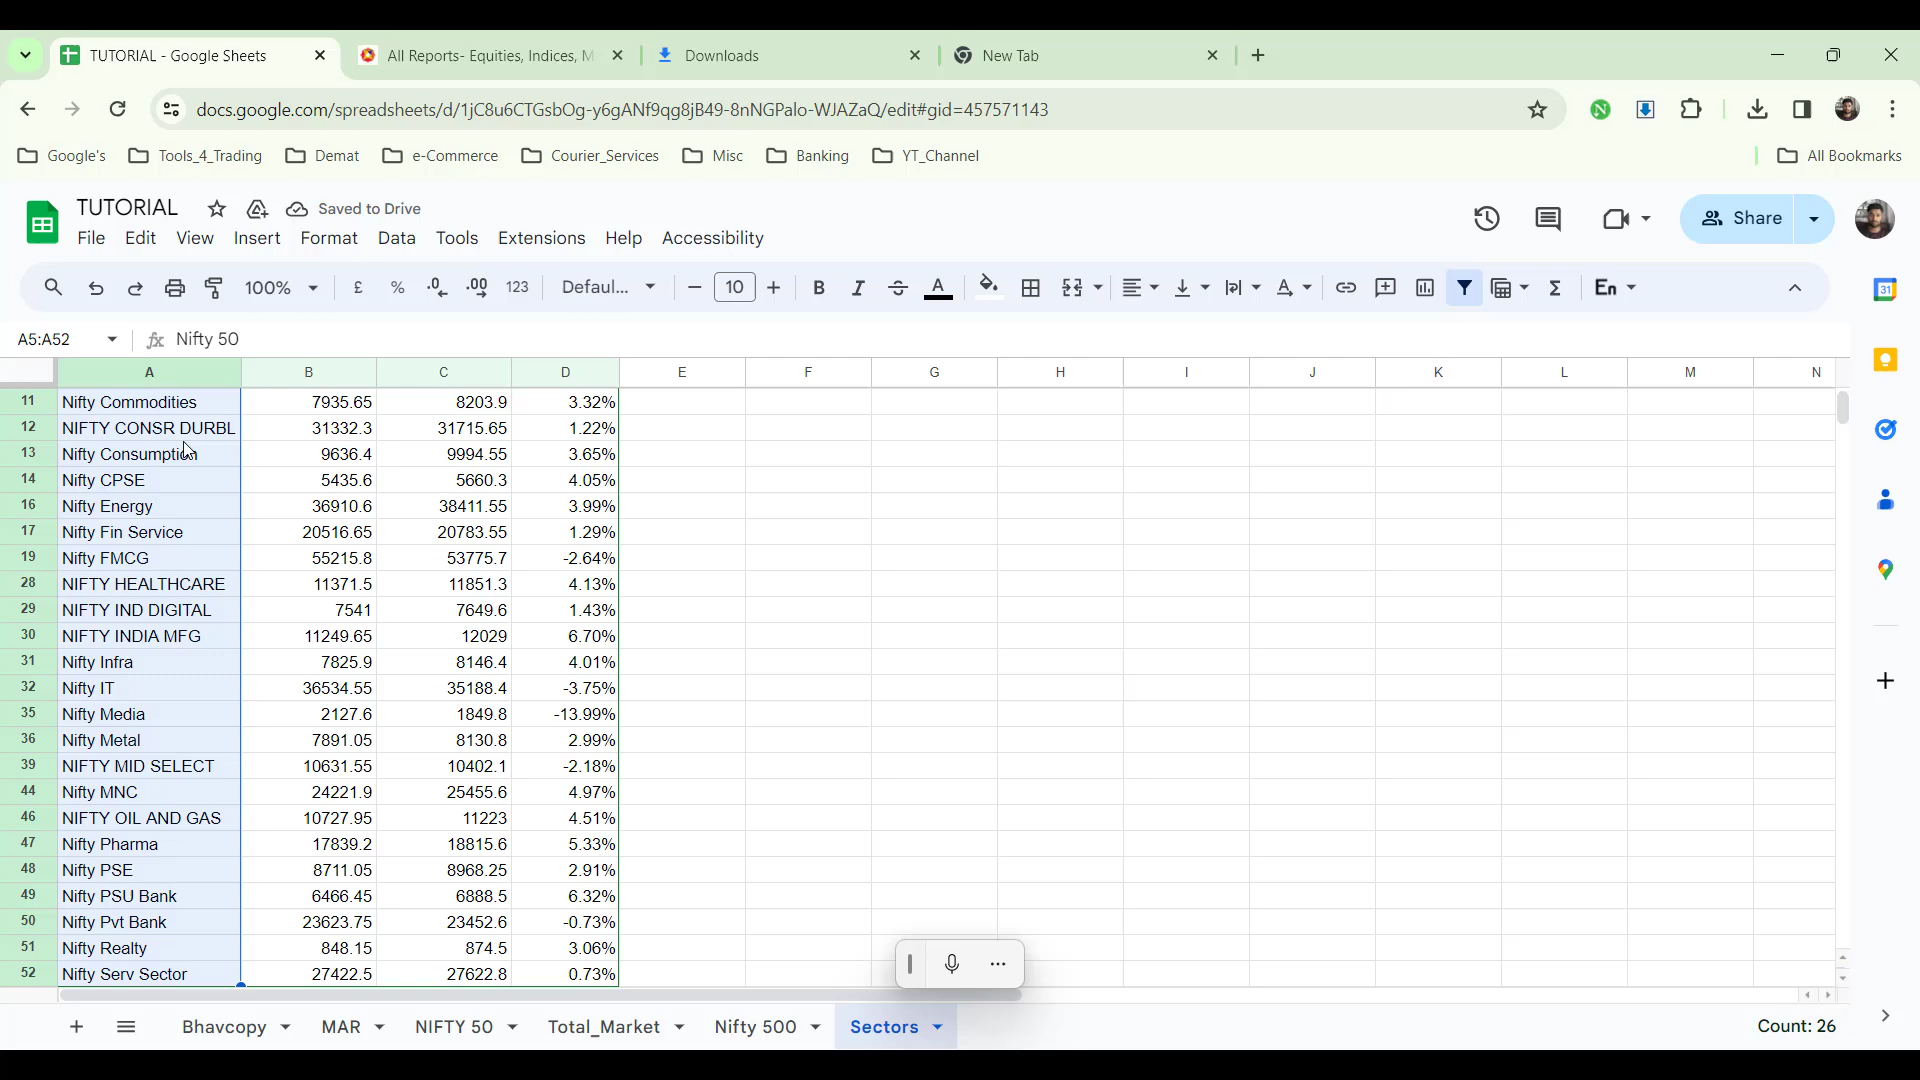 TUTORIAL - Google Sheets
All Reports- Equities, Indices, M
Downloads
New Tab
docs.google.com/spreadsheets/d/1jC8u6CTGsbOg-y6gANf9qg8jB49-8nNGPalo-WJAZaQ/edit#gid=457571143
Google's Tools_4_Trading Demat e-Commerce Courier_Services Misc Banking YT_Channel All Bookmarks
TUTORIAL Saved to Drive Share
File Edit View Insert Format Data Tools Extensions Help Accessibility
100% £ % .0 .00 123 Defaul... 10 B I A En
31
A5:A52 fx Nifty 50
A B C D E F G H I J K L M N
11 Nifty Commodities 7935.65 8203.9 3.32%
12 NIFTY CONSR DURBL 31332.3 31715.65 1.22%
13 Nifty Consumption 9636.4 9994.55 3.65%
14 Nifty CPSE 5435.6 5660.3 4.05%
16 Nifty Energy 36910.6 38411.55 3.99%
17 Nifty Fin Service 20516.65 20783.55 1.29%
19 Nifty FMCG 55215.8 53775.7 -2.64%
28 NIFTY HEALTHCARE 11371.5 11851.3 4.13%
29 NIFTY IND DIGITAL 7541 7649.6 1.43%
30 NIFTY INDIA MFG 11249.65 12029 6.70%
31 Nifty Infra 7825.9 8146.4 4.01%
32 Nifty IT 36534.55 35188.4 -3.75%
35 Nifty Media 2127.6 1849.8 -13.99%
36 Nifty Metal 7891.05 8130.8 2.99%
39 NIFTY MID SELECT 10631.55 10402.1 -2.18%
44 Nifty MNC 24221.9 25455.6 4.97%
46 NIFTY OIL AND GAS 10727.95 11223 4.51%
47 Nifty Pharma 17839.2 18815.6 5.33%
48 Nifty PSE 8711.05 8968.25 2.91%
49 Nifty PSU Bank 6466.45 6888.5 6.32%
50 Nifty Pvt Bank 23623.75 23452.6 -0.73%
51 Nifty Realty 848.15 874.5 3.06%
52 Nifty Serv Sector 27422.5 27622.8 0.73%
Bhavcopy MAR NIFTY 50 Total_Market Nifty 500 Sectors Count: 26